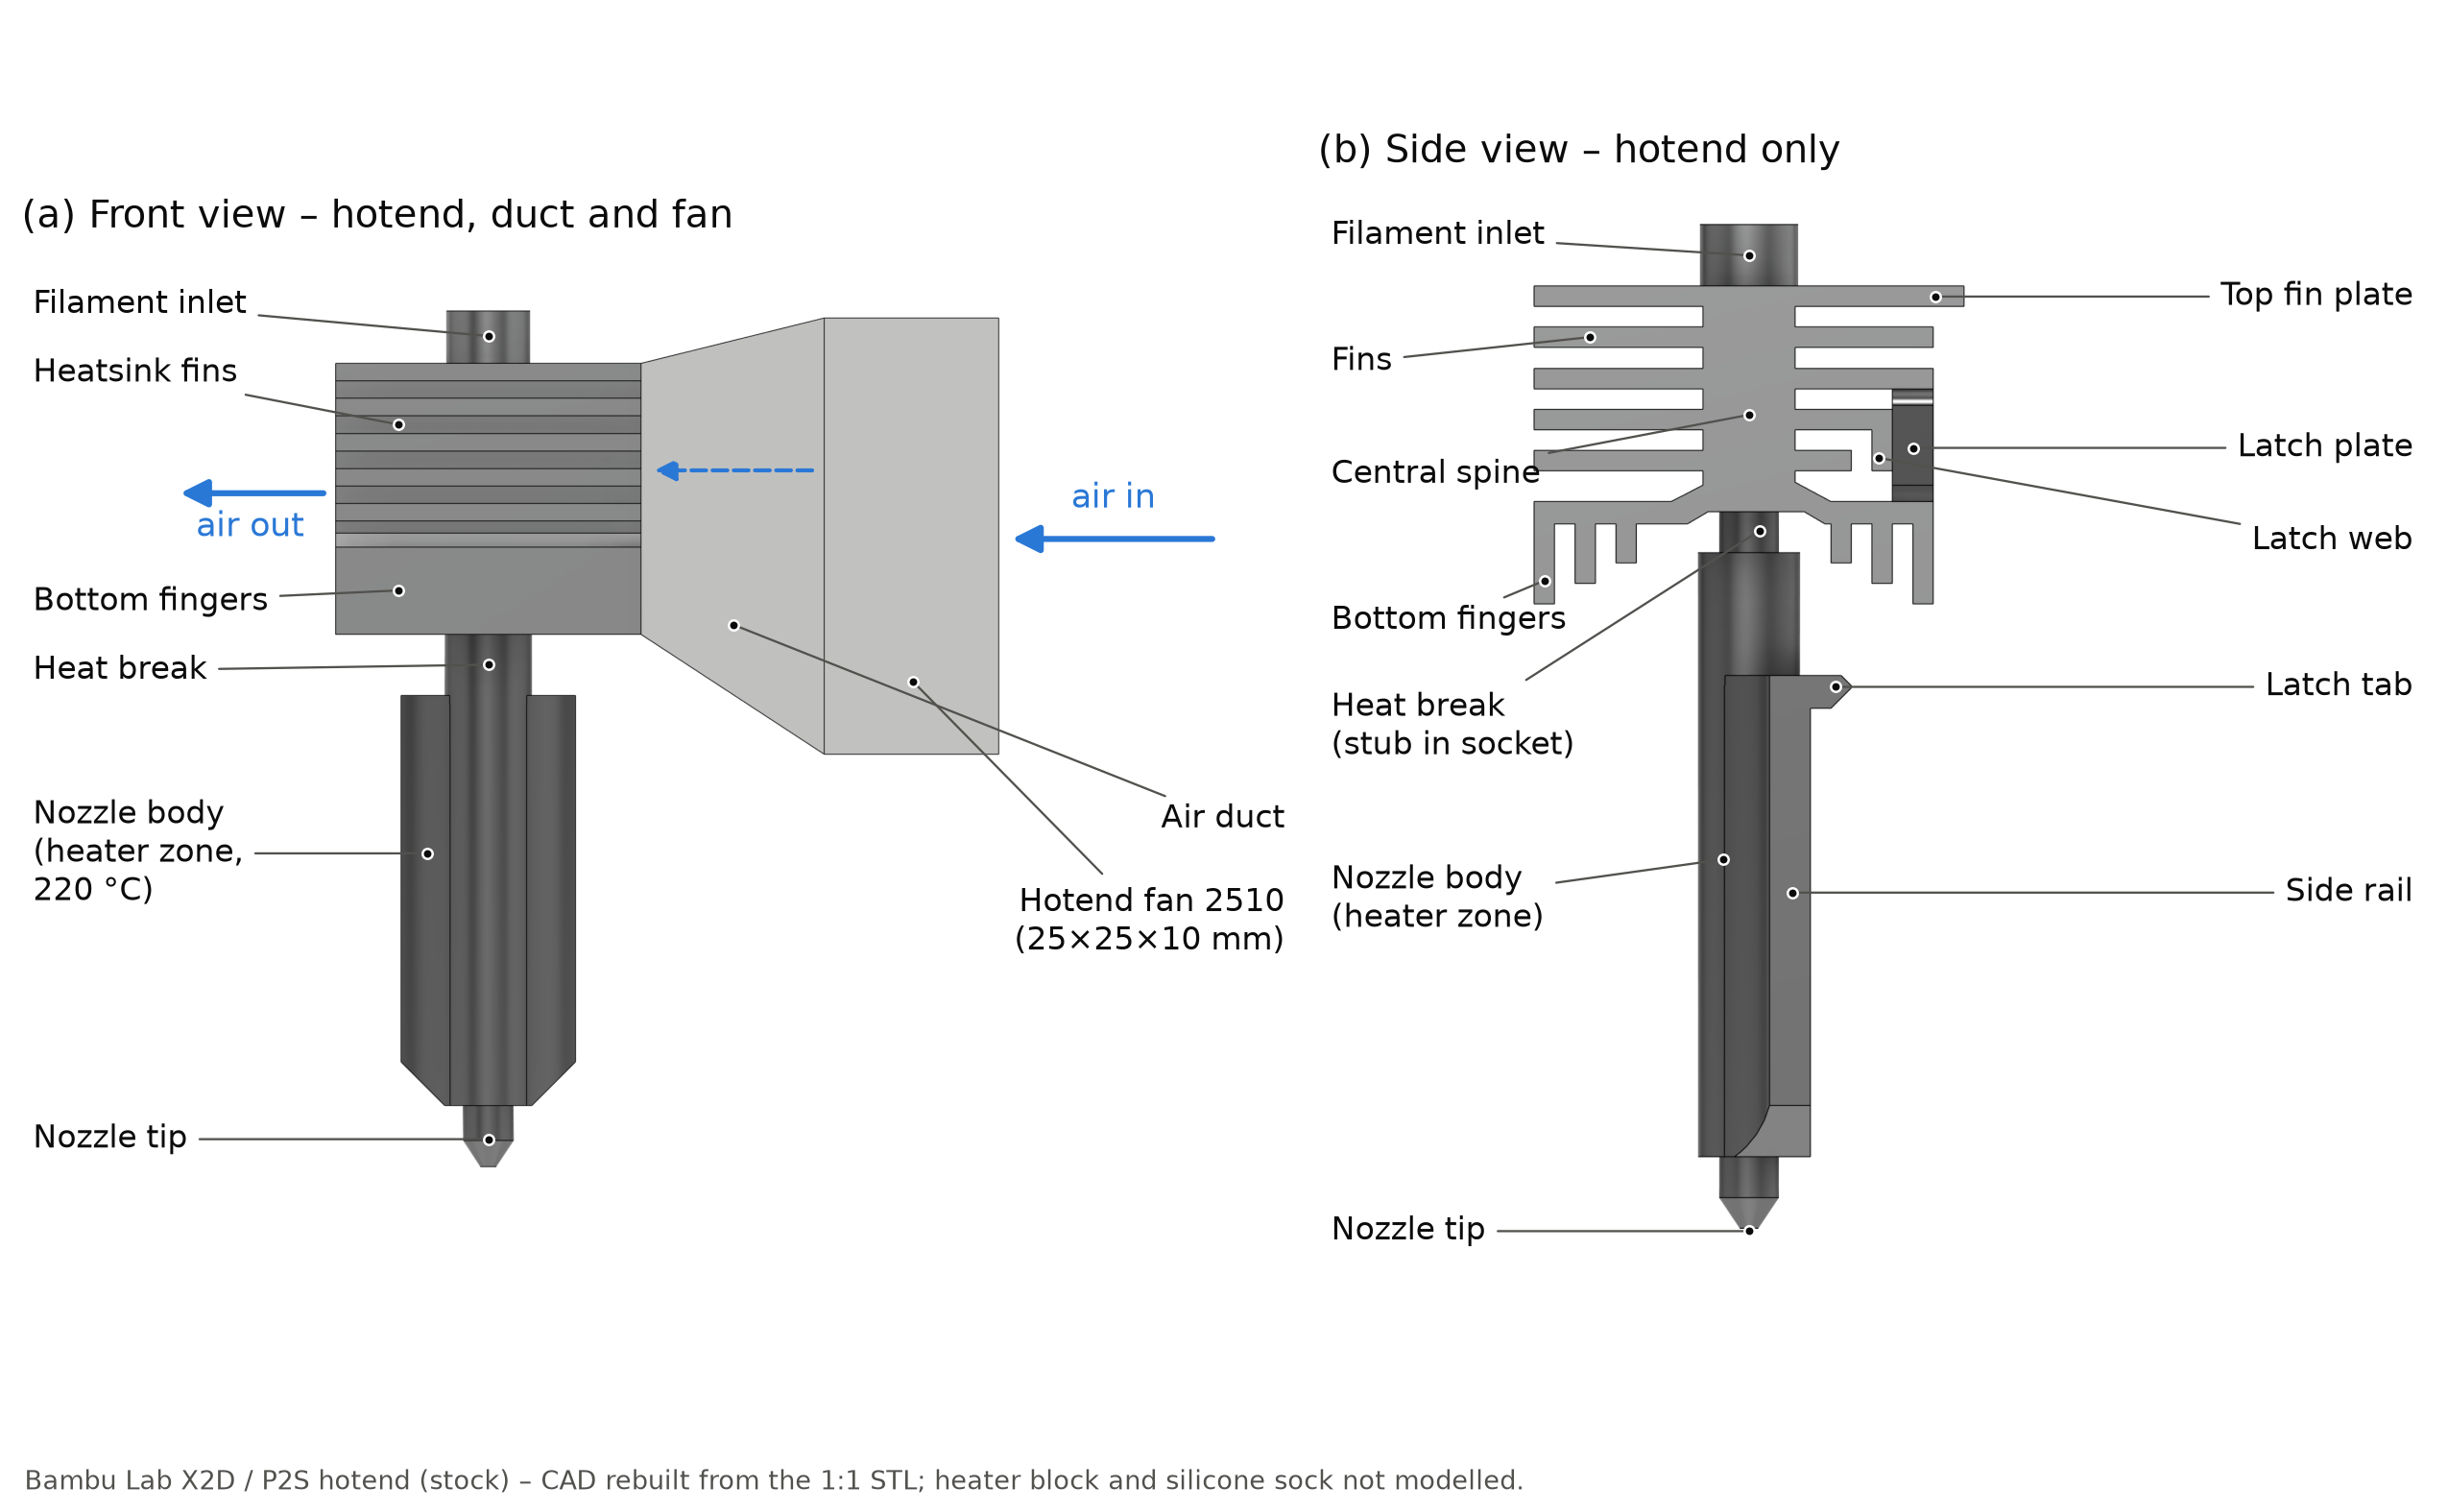 (a) Front view – hotend, duct and fan
Filament inlet
Heatsink fins
air out
air in
Bottom fingers
Heat break
Nozzle body
(heater zone,
220 °C)
Air duct
Hotend fan 2510
(25×25×10 mm)
Nozzle tip
(b) Side view – hotend only
Filament inlet
Top fin plate
Fins
Latch plate
Central spine
Latch web
Bottom fingers
Latch tab
Heat break
(stub in socket)
Nozzle body
(heater zone)
Side rail
Nozzle tip
Bambu Lab X2D / P2S hotend (stock) – CAD rebuilt from the 1:1 STL; heater block and silicone sock not modelled.